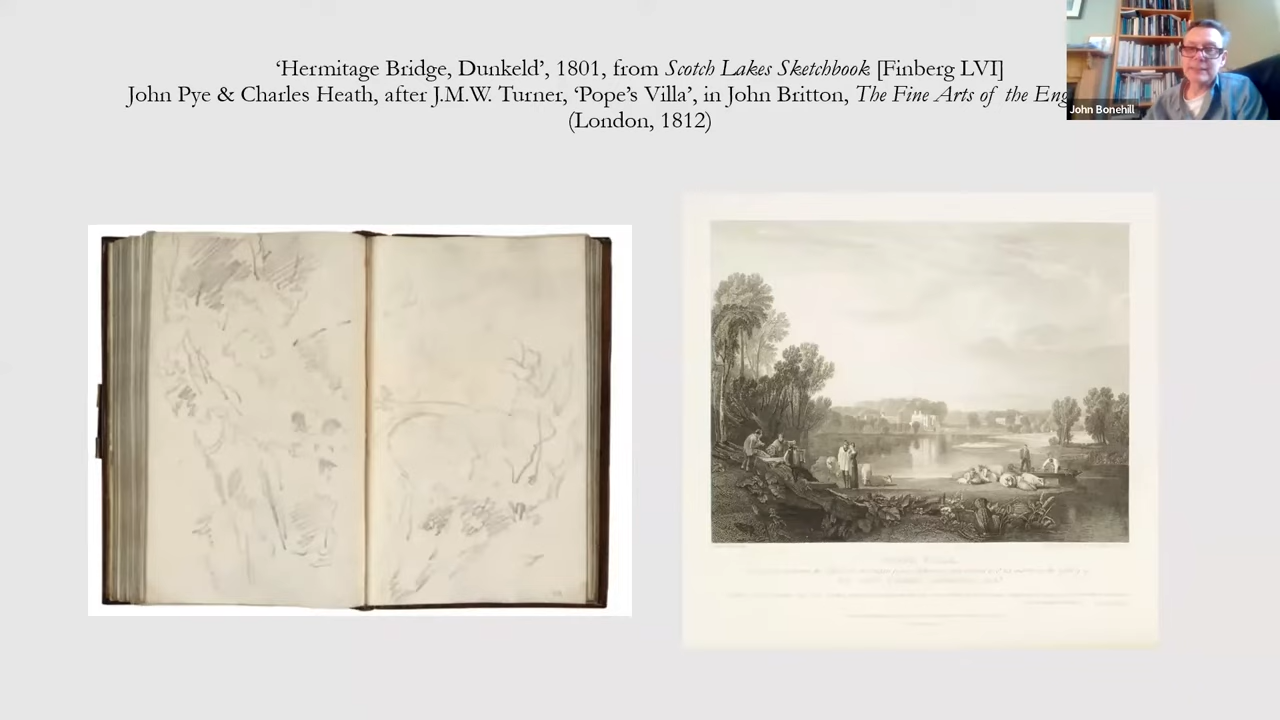 ‘Hermitage Bridge, Dunkeld’, 1801, from Scotch Lakes Sketchbook [Finberg LVI]
John Pye & Charles Heath, after J.M.W. Turner, ‘Pope’s Villa’, in John Britton, The Fine Arts of the Eng
(London, 1812)
John Bonehill